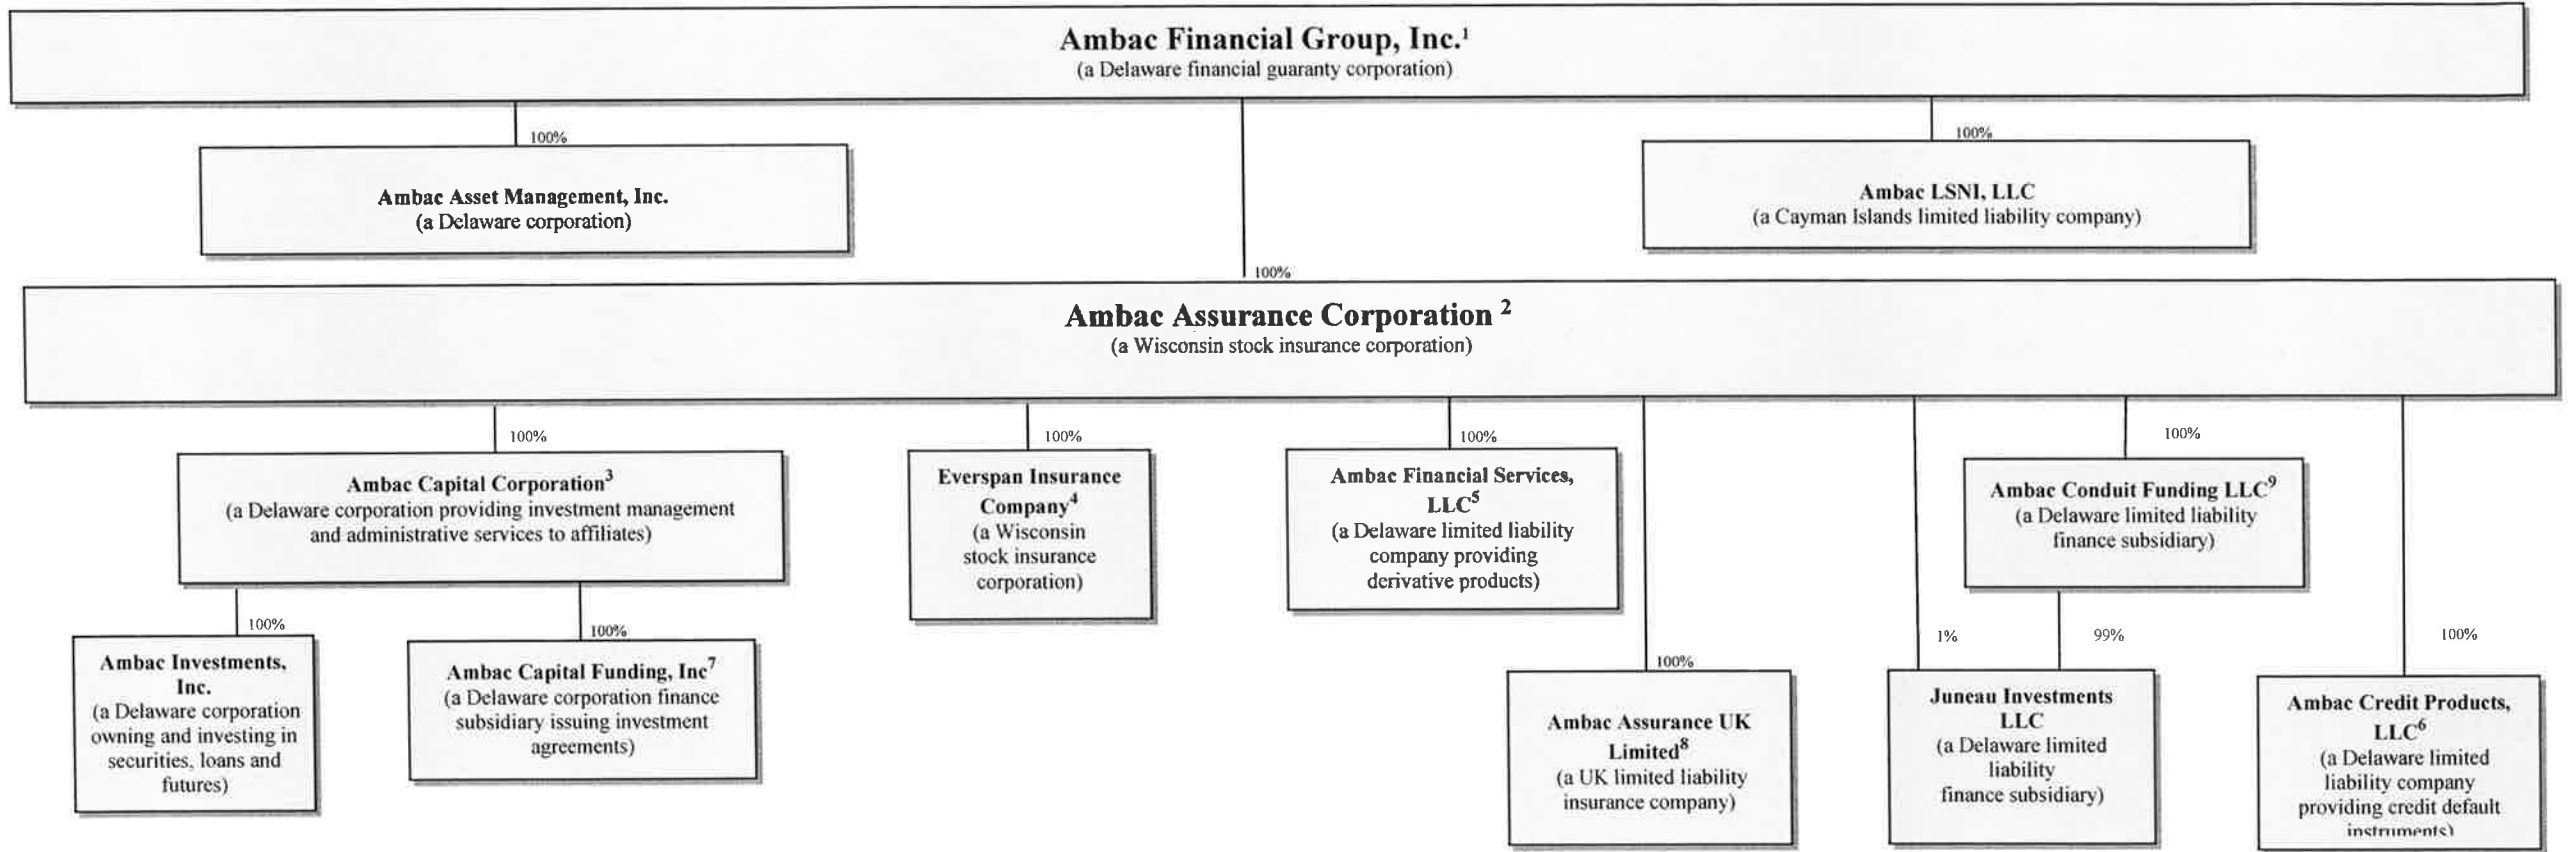 Ambac Financial Group, Inc.¹
(a Delaware financial guaranty corporation)
100%
100%
Ambac Asset Management, Inc.
(a Delaware corporation)
Ambac LSNI, LLC
(a Cayman Islands limited liability company)
100%
Ambac Assurance Corporation ²
(a Wisconsin stock insurance corporation)
100%
Ambac Capital Corporation³
(a Delaware corporation providing investment management
and administrative services to affiliates)
100%
Everspan Insurance
Company⁴
(a Wisconsin
stock insurance
corporation)
100%
Ambac Financial Services,
LLC⁵
(a Delaware limited liability
company providing
derivative products)
100%
Ambac Conduit Funding LLC⁹
(a Delaware limited liability
finance subsidiary)
100%
Ambac Investments,
Inc.
(a Delaware corporation
owning and investing in
securities, loans and
futures)
100%
Ambac Capital Funding, Inc⁷
(a Delaware corporation finance
subsidiary issuing investment
agreements)
100%
Ambac Assurance UK
Limited⁸
(a UK limited liability
insurance company)
1%
99%
Juneau Investments
LLC
(a Delaware limited
liability
finance subsidiary)
100%
Ambac Credit Products,
LLC⁶
(a Delaware limited
liability company
providing credit default
instruments)